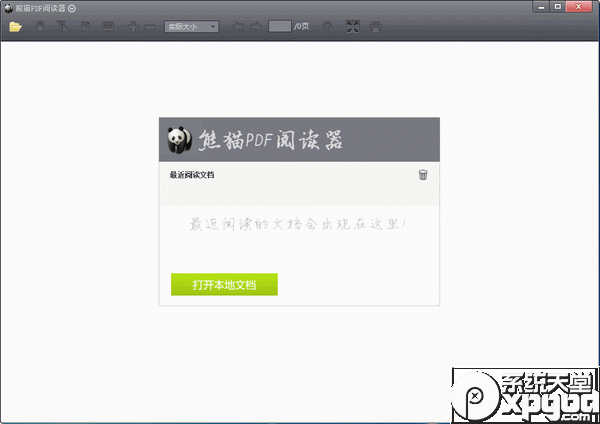 熊猫PDF阅读器
实际大小
/0页
熊猫PDF阅读器
最近阅读文档
最近阅读的文档会出现在这里!
打开本地文档
系统天堂
xpgod.com